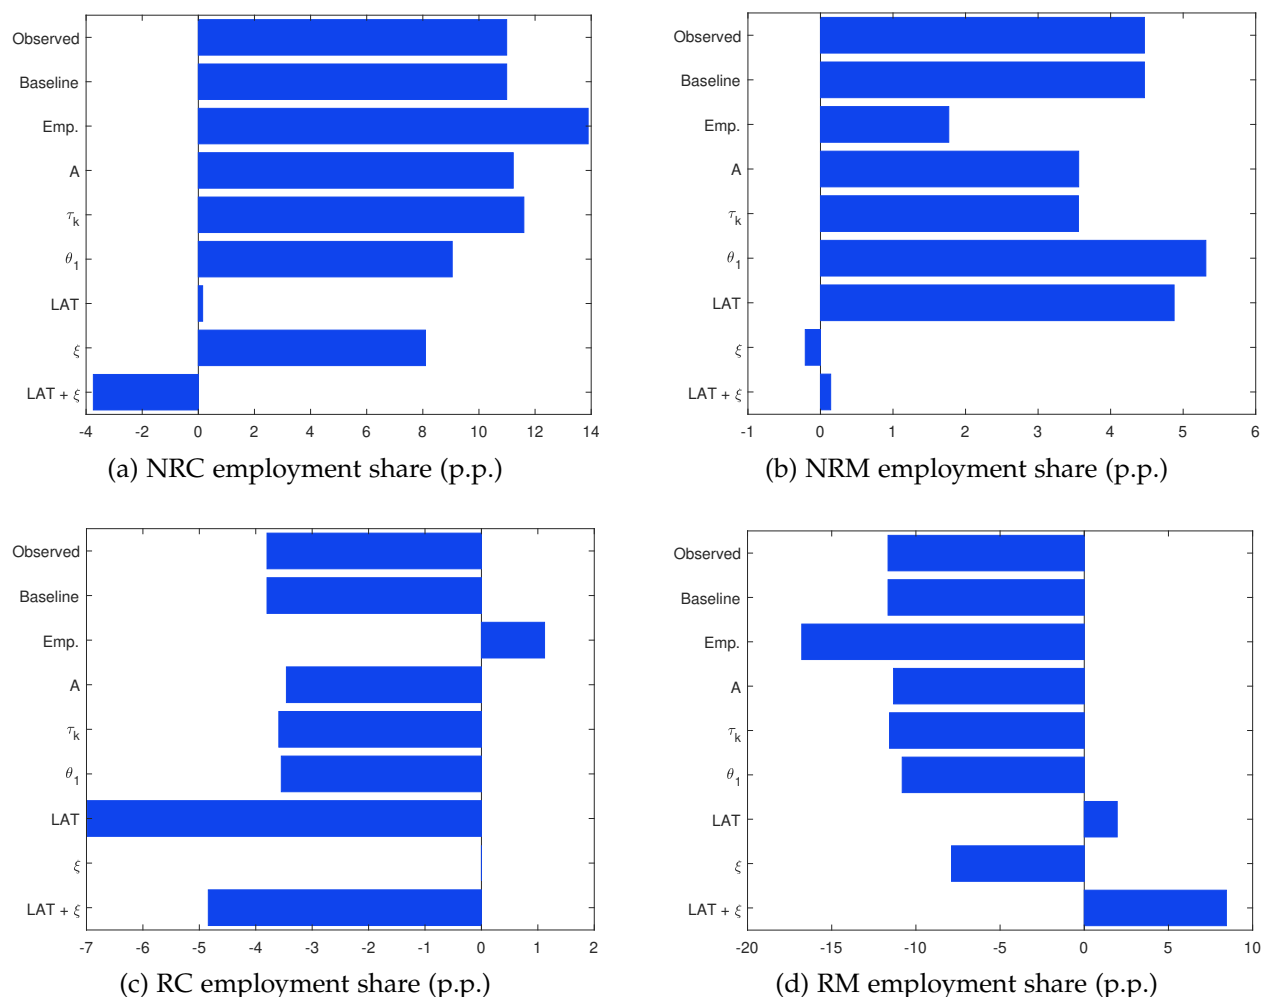 Observed
Baseline
Emp.
A
τk
θ1
LAT
ξ
LAT + ξ
-4 -2 0 2 4 6 8 10 12 14
(a) NRC employment share (p.p.)
Observed
Baseline
Emp.
A
τk
θ1
LAT
ξ
LAT + ξ
-1 0 1 2 3 4 5 6
(b) NRM employment share (p.p.)
Observed
Baseline
Emp.
A
τk
θ1
LAT
ξ
LAT + ξ
-7 -6 -5 -4 -3 -2 -1 0 1 2
(c) RC employment share (p.p.)
Observed
Baseline
Emp.
A
τk
θ1
LAT
ξ
LAT + ξ
-20 -15 -10 -5 0 5 10
(d) RM employment share (p.p.)